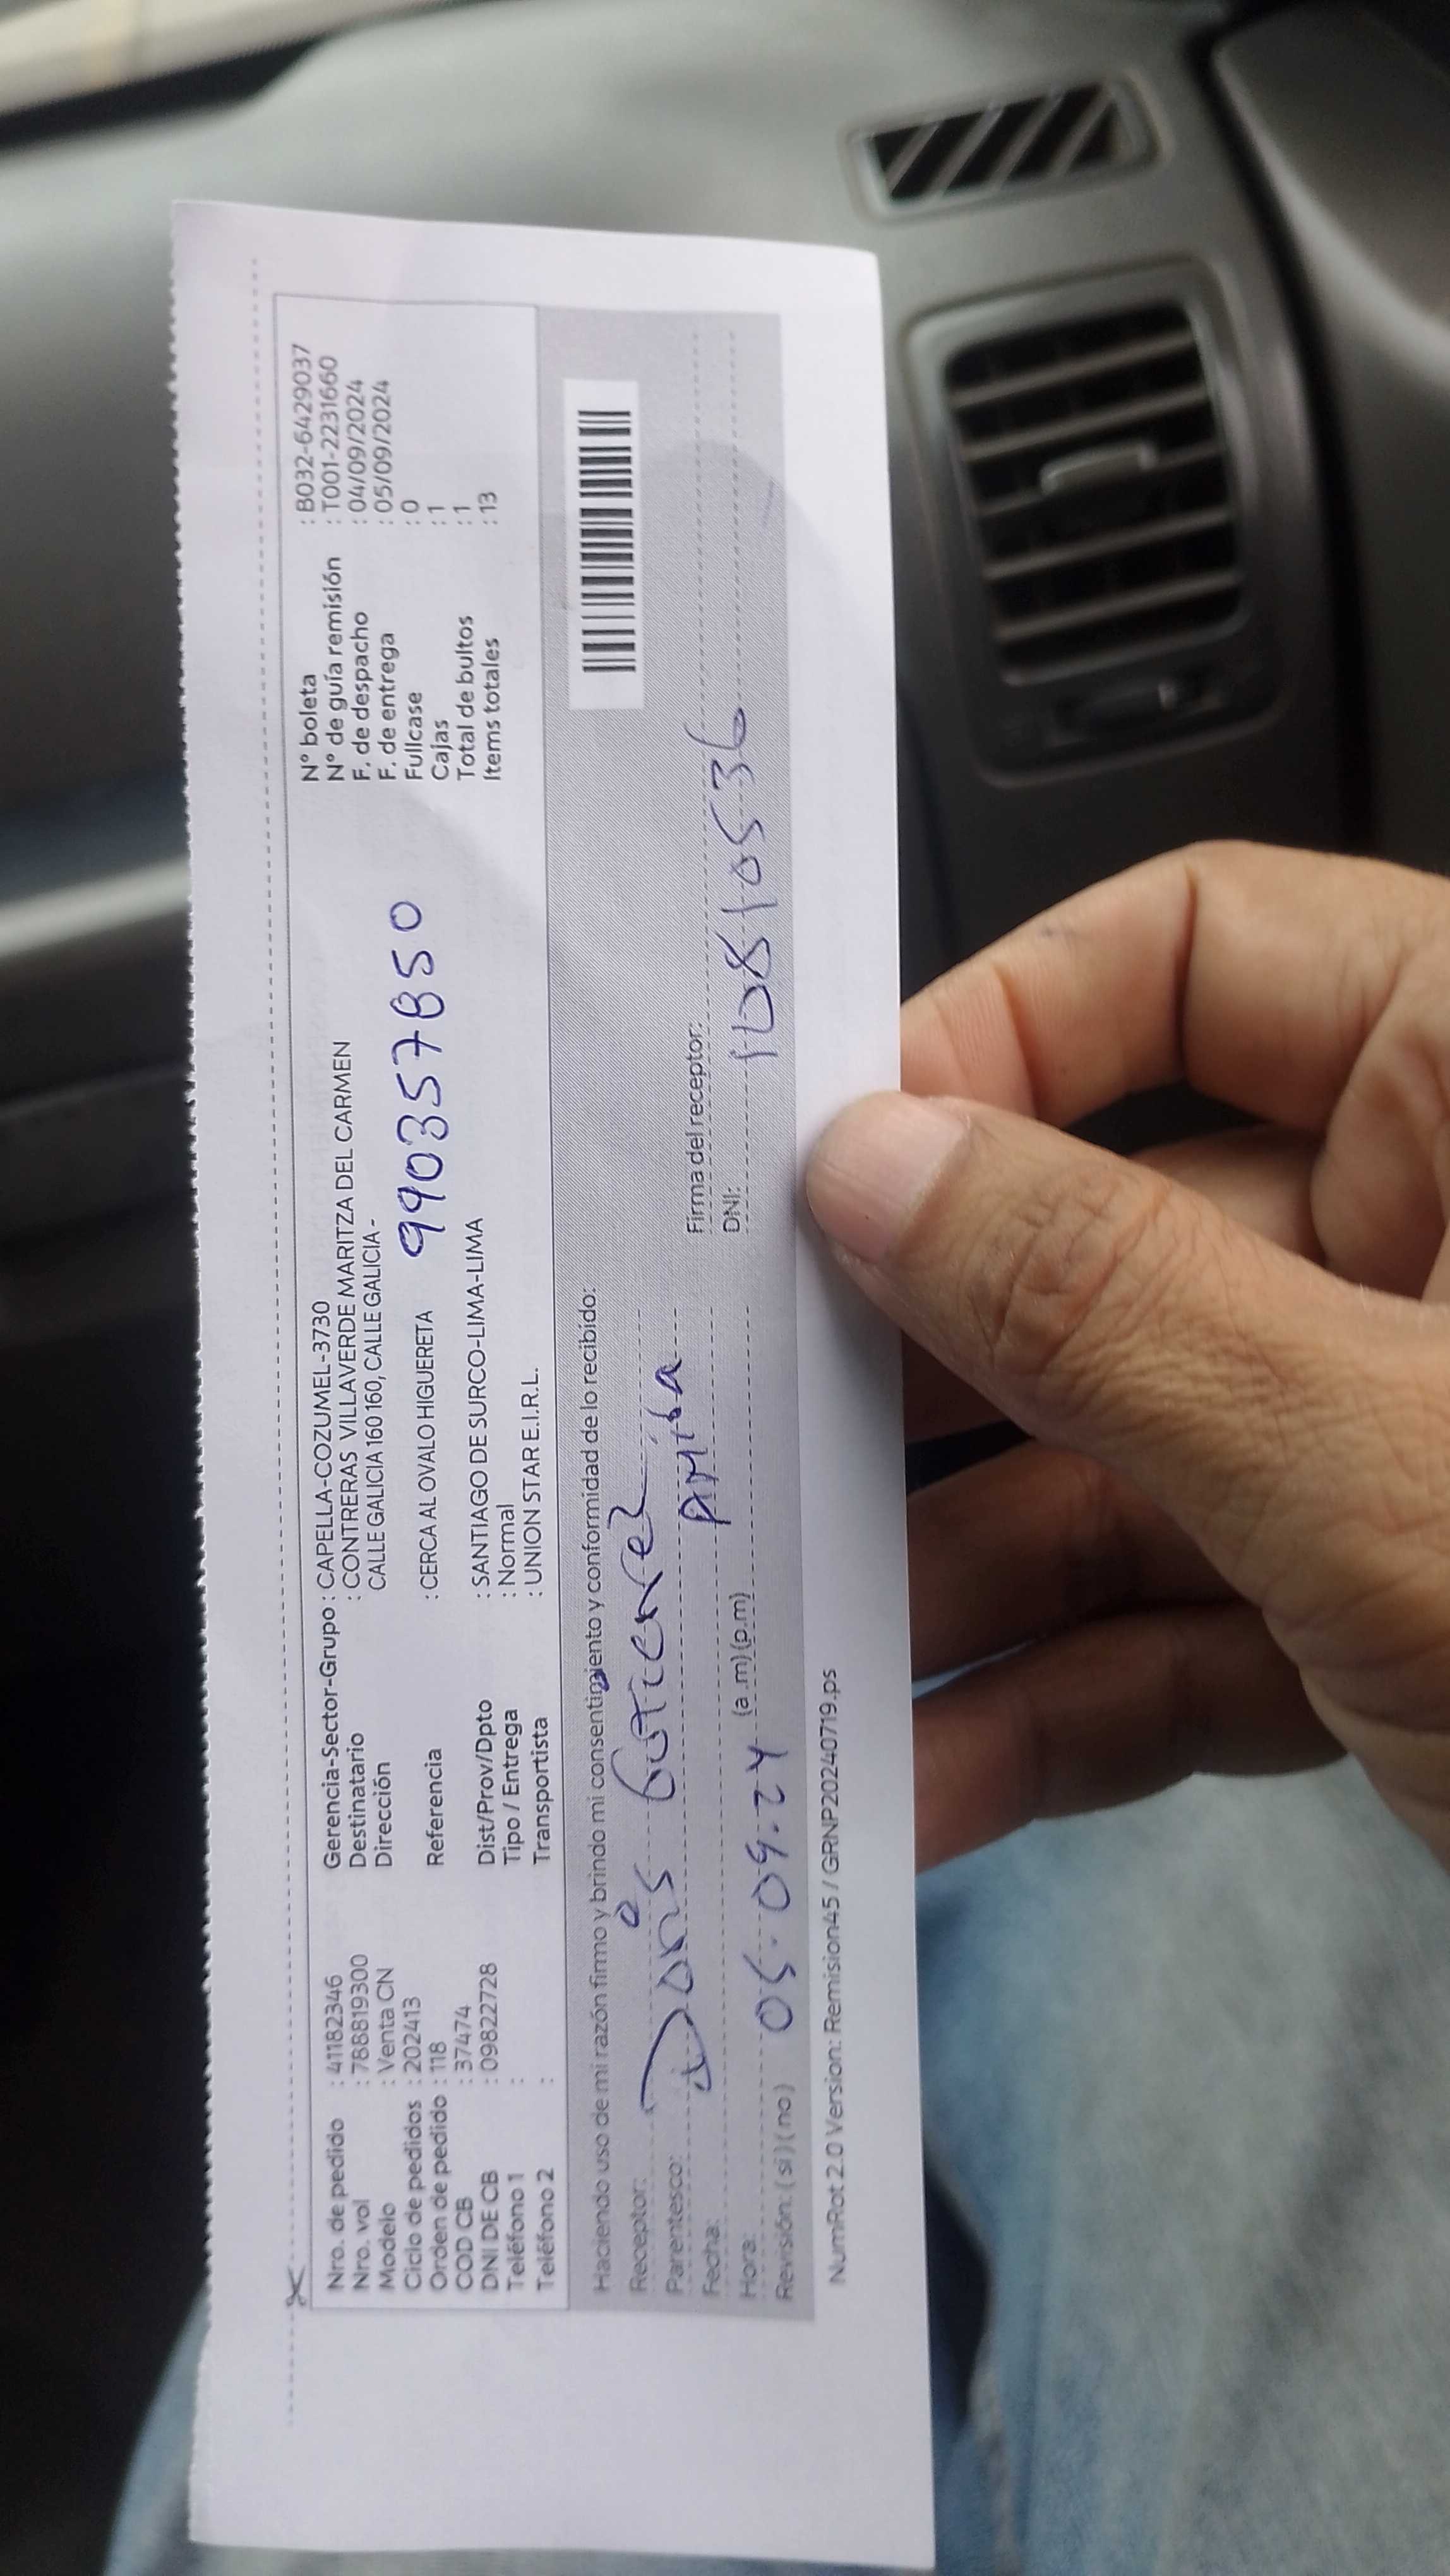 Nro. de pedido : 41182346 Gerencia-Sector-Grupo : CAPELLA-COZUMEL-3730 N° boleta : B032-6429037
Nro. vol : 788819300 Destinatario : CONTRERAS VILLAVERDE MARITZA DEL CARMEN N° de guía remisión : T001-2231660
Modelo : Venta CN Dirección CALLE GALICIA 160 160, CALLE GALICIA - F. de despacho : 04/09/2024
Ciclo de pedidos : 202413 F. de entrega : 05/09/2024
Orden de pedido : 118 Referencia : CERCA AL OVALO HIGUERETA 990357850 Fullcase : 0
COD CB : 37474 Cajas : 1
DNI DE CB : 09822728 Dist/Prov/Dpto : SANTIAGO DE SURCO-LIMA-LIMA Total de bultos : 1
Teléfono 1 : Tipo / Entrega : Normal Items totales : 13
Teléfono 2 : Transportista : UNION STAR E.I.R.L.
Haciendo uso de mi razón firmo y brindo mi consentimiento y conformidad de lo recibido:
Receptor: Doris
Parentesco: Firma del receptor:
Fecha: DNI: 10810536
Hora: 05.09.24 (a.m) (p.m)
Revisión: ( si ) ( no )
NumRot 2.0 Version: Remision45 / GRNP20240719.ps